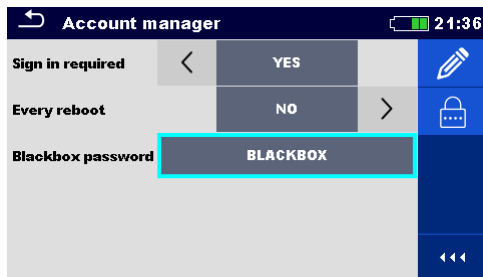 Account manager 21:36
Sign in required YES
Every reboot NO
Blackbox password BLACKBOX